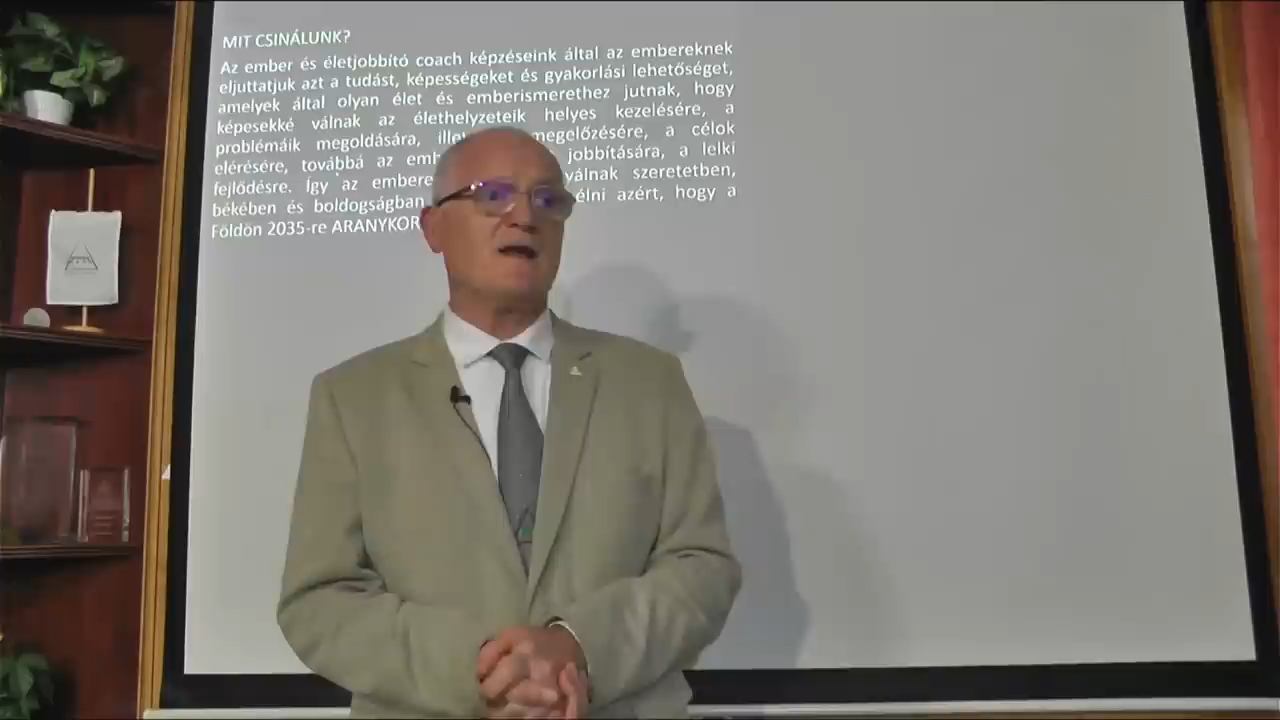 MIT CSINÁLUNK?
Az ember és életjobbító coach képzéseink által az embereknek
eljuttatjuk azt a tudást, képességeket és gyakorlási lehetőséget,
amelyek által olyan élet és emberismerethez jutnak, hogy
képesekké válnak az élethelyzeteik helyes kezelésére, a
problémáik megoldására, megelőzésére, a célok
elérésére, továbbá az jobbítására, a lelki
fejlődésre. Így az válnak szeretetben,
békében és boldogságban élni azért, hogy a
Földön 2035-re ARANYKOR